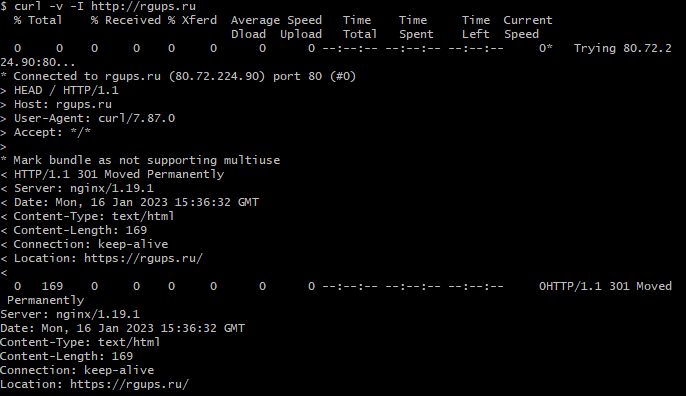 $ curl -v -I http://rgups.ru
  % Total    % Received % Xferd  Average Speed   Time    Time     Time  Current
                                 Dload  Upload   Total   Spent    Left  Speed
  0     0    0     0    0     0      0      0 --:--:-- --:--:-- --:--:--     0*   Trying 80.72.2
24.90:80...
* Connected to rgups.ru (80.72.224.90) port 80 (#0)
> HEAD / HTTP/1.1
> Host: rgups.ru
> User-Agent: curl/7.87.0
> Accept: */*
>
* Mark bundle as not supporting multiuse
< HTTP/1.1 301 Moved Permanently
< Server: nginx/1.19.1
< Date: Mon, 16 Jan 2023 15:36:32 GMT
< Content-Type: text/html
< Content-Length: 169
< Connection: keep-alive
< Location: https://rgups.ru/
<
  0   169    0     0    0     0      0      0 --:--:-- --:--:-- --:--:--     0HTTP/1.1 301 Moved
 Permanently
Server: nginx/1.19.1
Date: Mon, 16 Jan 2023 15:36:32 GMT
Content-Type: text/html
Content-Length: 169
Connection: keep-alive
Location: https://rgups.ru/